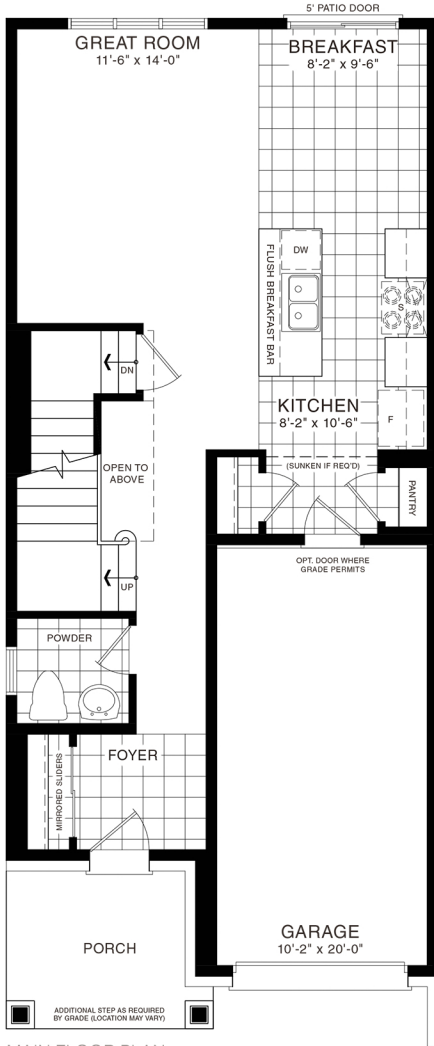 5' PATIO DOOR
GREAT ROOM
11'-6" x 14'-0"
BREAKFAST
8'-2" x 9'-6"
DW
FLUSH BREAKFAST BAR
S
DN
KITCHEN
8'-2" x 10'-6"
F
OPEN TO
ABOVE
(SUNKEN IF REQ'D)
PANTRY
OPT. DOOR WHERE
GRADE PERMITS
UP
POWDER
FOYER
MIRRORED SLIDERS
GARAGE
10'-2" x 20'-0"
PORCH
ADDITIONAL STEP AS REQUIRED
BY GRADE (LOCATION MAY VARY)